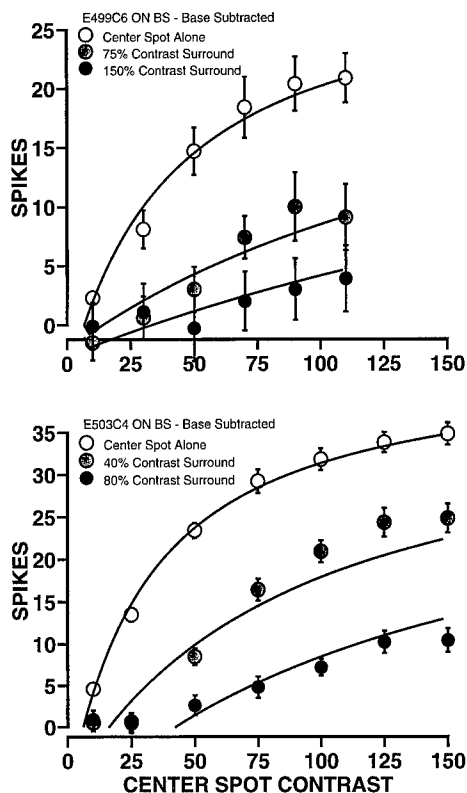 E499C6 ON BS - Base Subtracted
Center Spot Alone
75% Contrast Surround
150% Contrast Surround
25
20
15
10
5
0
SPIKES
0 25 50 75 100 125 150
E503C4 ON BS - Base Subtracted
Center Spot Alone
40% Contrast Surround
80% Contrast Surround
35
30
25
20
15
10
5
0
SPIKES
0 25 50 75 100 125 150
CENTER SPOT CONTRAST